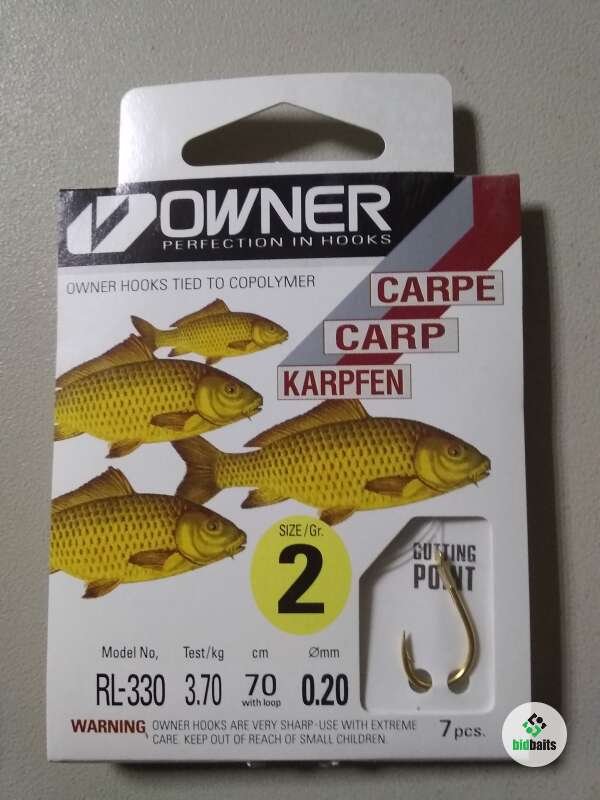 OWNER
PERFECTION IN HOOKS
OWNER HOOKS TIED TO COPOLYMER
CARPE
CARP
KARPFEN
SIZE/Gr.
2
CUTTING
POINT
Model No, Test/kg cm Ømm
RL-330 3.70 70 0.20
with loop
WARNING OWNER HOOKS ARE VERY SHARP-USE WITH EXTREME
CARE. KEEP OUT OF REACH OF SMALL CHILDREN.
7 pcs.
bidbaits